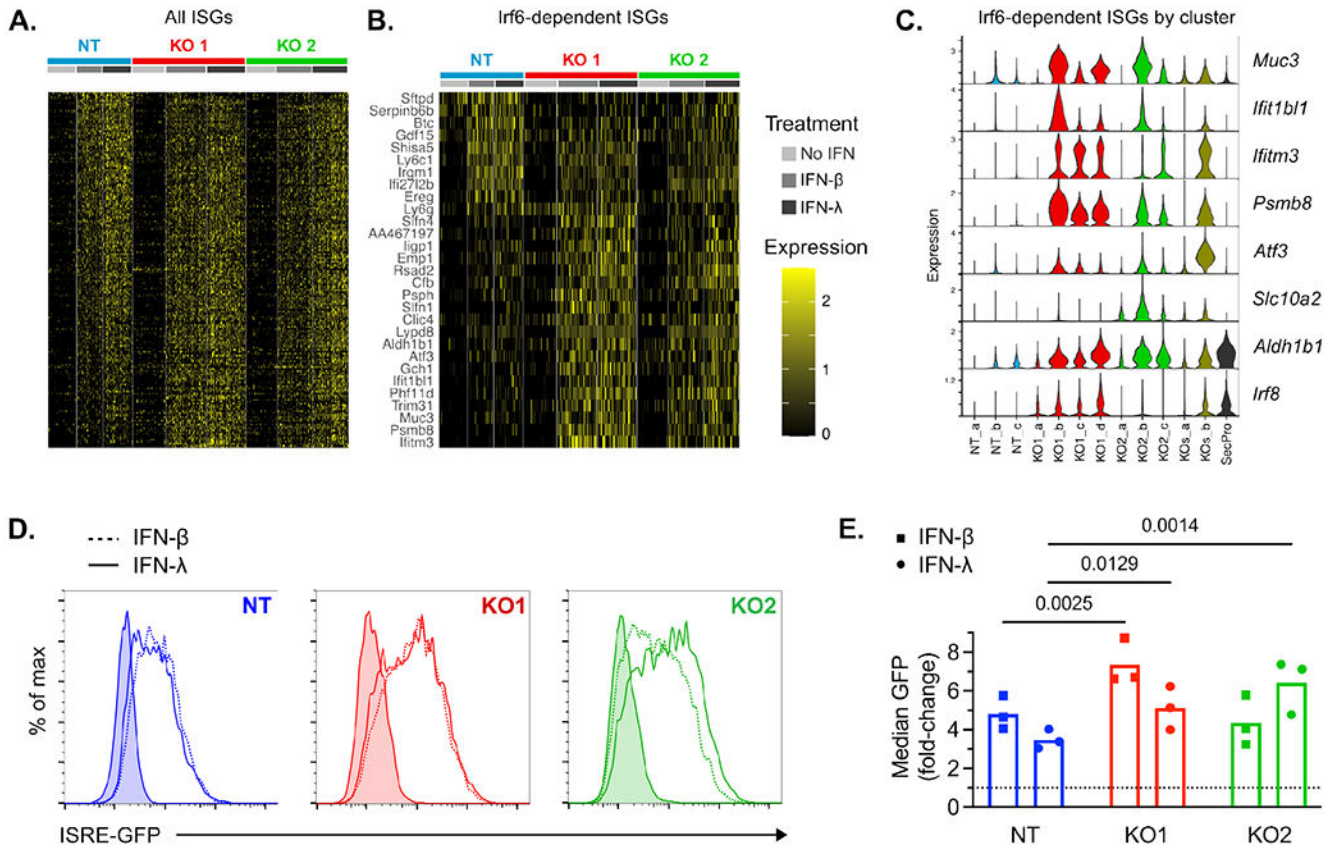 A.
All ISGs
NT
KO 1
KO 2
B.
Irf6-dependent ISGs
NT
KO 1
KO 2
Sftpd
Serpinb6b
Btc
Gdf15
Shisa5
Ly6c1
Irgm1
Ifi27l2b
Ereg
Ly6g
Slfn4
AA467197
Iigp1
Emp1
Rsad2
Cfb
Psph
Slfn1
Clic4
Lypd8
Aldh1b1
Atf3
Gch1
Ifit1bl1
Phf11d
Trim31
Muc3
Psmb8
Ifitm3
Treatment
No IFN
IFN-β
IFN-λ
Expression
2
1
0
C.
Irf6-dependent ISGs by cluster
Expression
3
Muc3
4
Ifit1bl1
3
Ifitm3
2
Psmb8
4
Atf3
2
Slc10a2
2
Aldh1b1
1.2
Irf8
NT_a
NT_b
NT_c
KO1_a
KO1_b
KO1_c
KO1_d
KO2_a
KO2_b
KO2_c
KOs_a
KOs_b
SecPro
D.
IFN-β
IFN-λ
% of max
NT
KO1
KO2
ISRE-GFP
E.
IFN-β
IFN-λ
0.0014
0.0129
0.0025
Median GFP
(fold-change)
8
6
4
2
0
NT
KO1
KO2